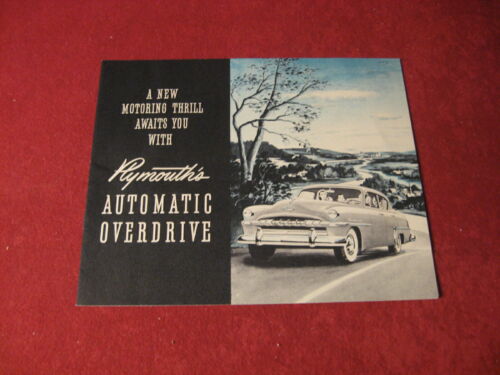 A NEW
MOTORING THRILL
AWAITS YOU
WITH
Plymouth's
AUTOMATIC
OVERDRIVE